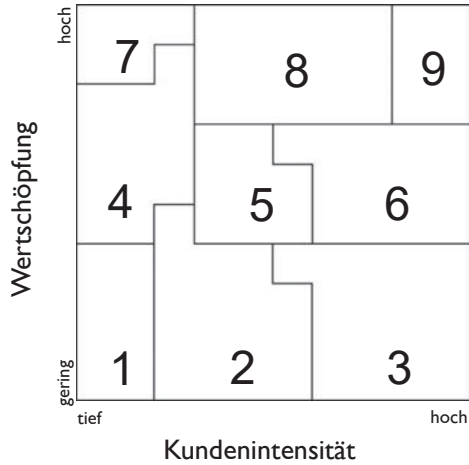 hoch
7
8
9
Wertschöpfung
4
5
6
1
2
3
gering
tief
hoch
Kundenintensität